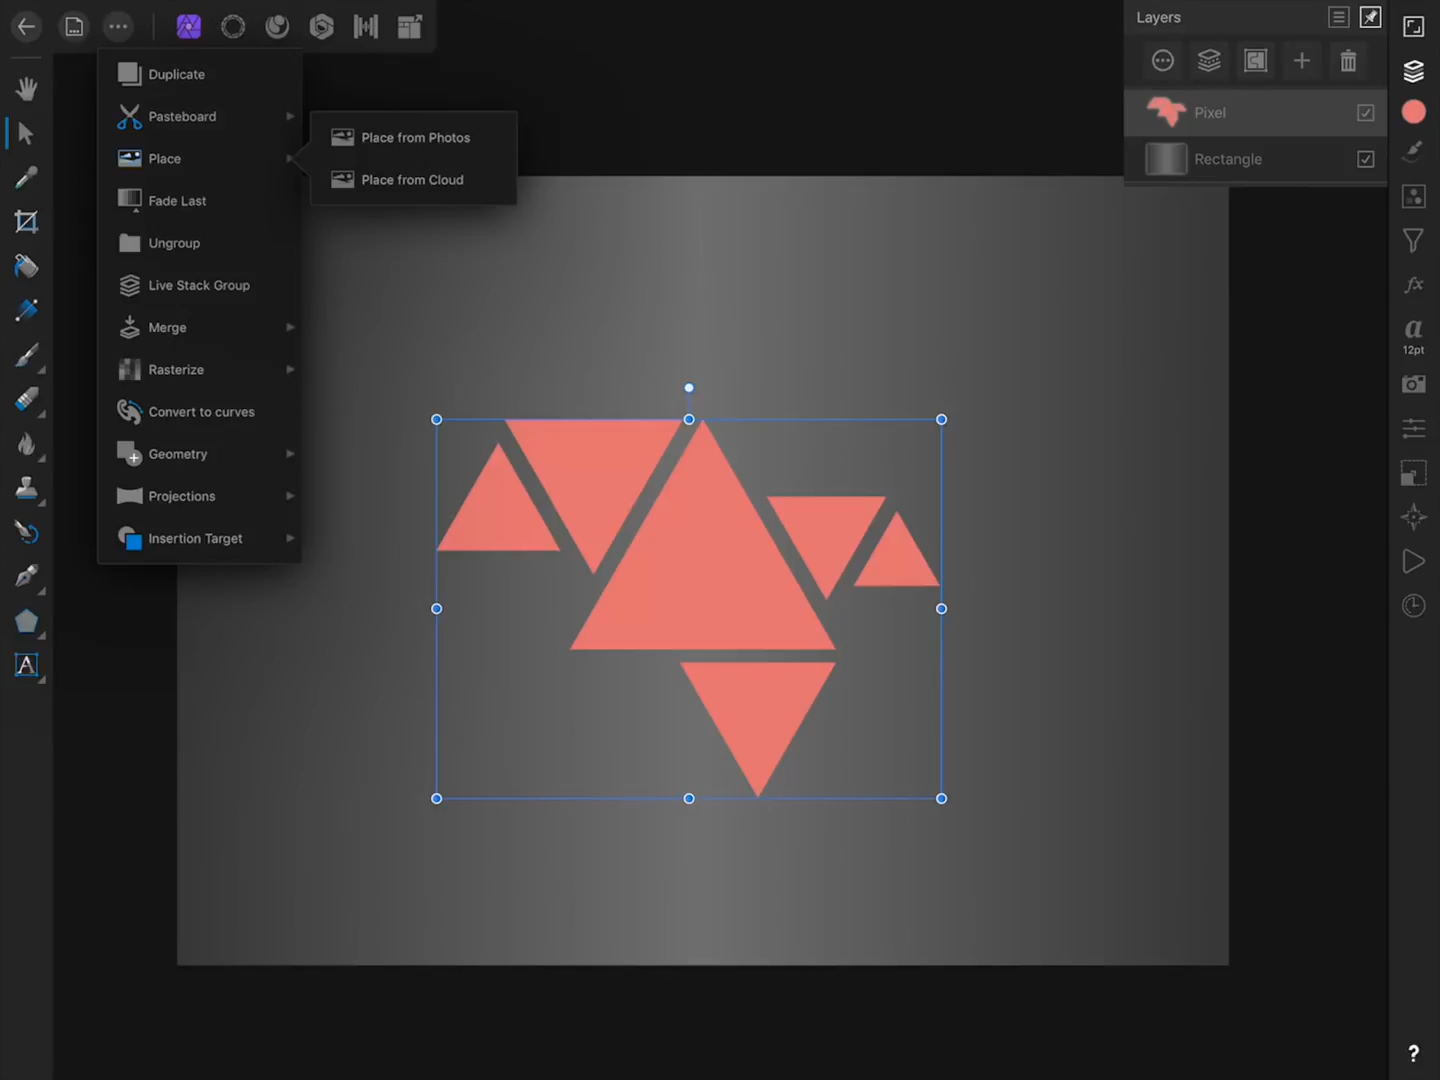 Layers
Duplicate
Pasteboard
Place
Fade Last
Ungroup
Live Stack Group
Merge
Rasterize
Convert to curves
Geometry
Projections
Insertion Target
Place from Photos
Place from Cloud
Pixel
Rectangle
fx
a
12pt
A
?